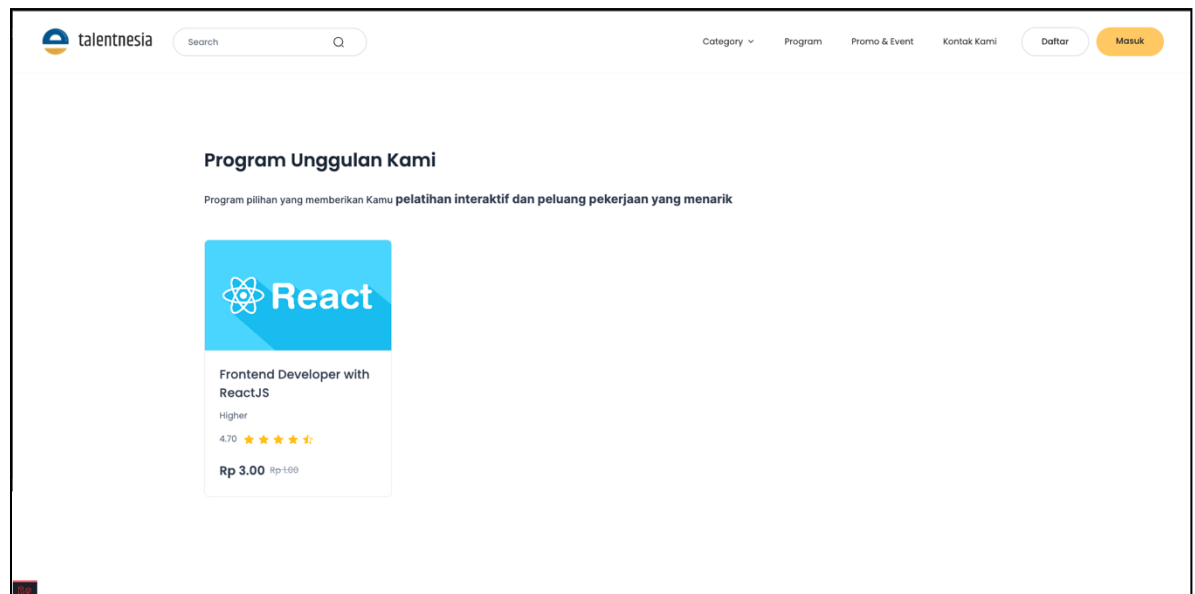 talentnesia
Search
Category
Program
Promo & Event
Kontak Kami
Daftar
Masuk
Program Unggulan Kami
Program pilihan yang memberikan Kamu pelatihan interaktif dan peluang pekerjaan yang menarik
React
Frontend Developer with
ReactJS
Higher
4.70
Rp 3.00 Rp 1.00